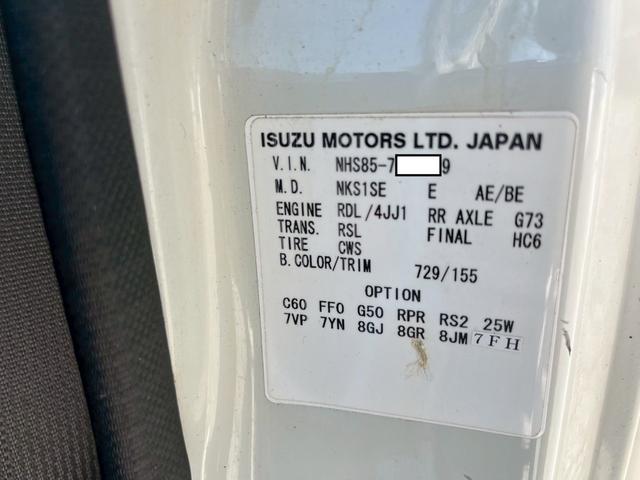 ISUZU MOTORS LTD. JAPAN
V.I.N. NHS85-7 9
M.D. NKS1SE E AE/BE
ENGINE RDL/4JJ1 RR AXLE G73
TRANS. RSL FINAL HC6
TIRE CWS
B.COLOR/TRIM 729/155
OPTION
C60 FF0 G50 RPR RS2 25W
7VP 7YN 8GJ 8GR 8JM 7FH